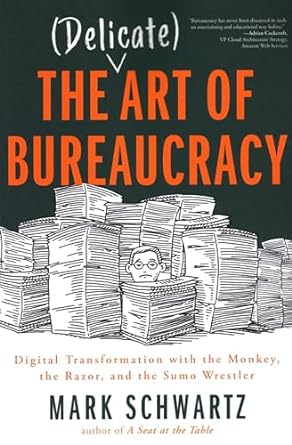 "Bureaucracy has never been dissected in such
an entertaining and educational way before."
—Adrian Cockcroft,
VP Cloud Architecture Strategy,
Amazon Web Services
(Delicate)
THE ART OF
BUREAUCRACY
Digital Transformation with the Monkey,
the Razor, and the Sumo Wrestler
MARK SCHWARTZ
author of A Seat at the Table